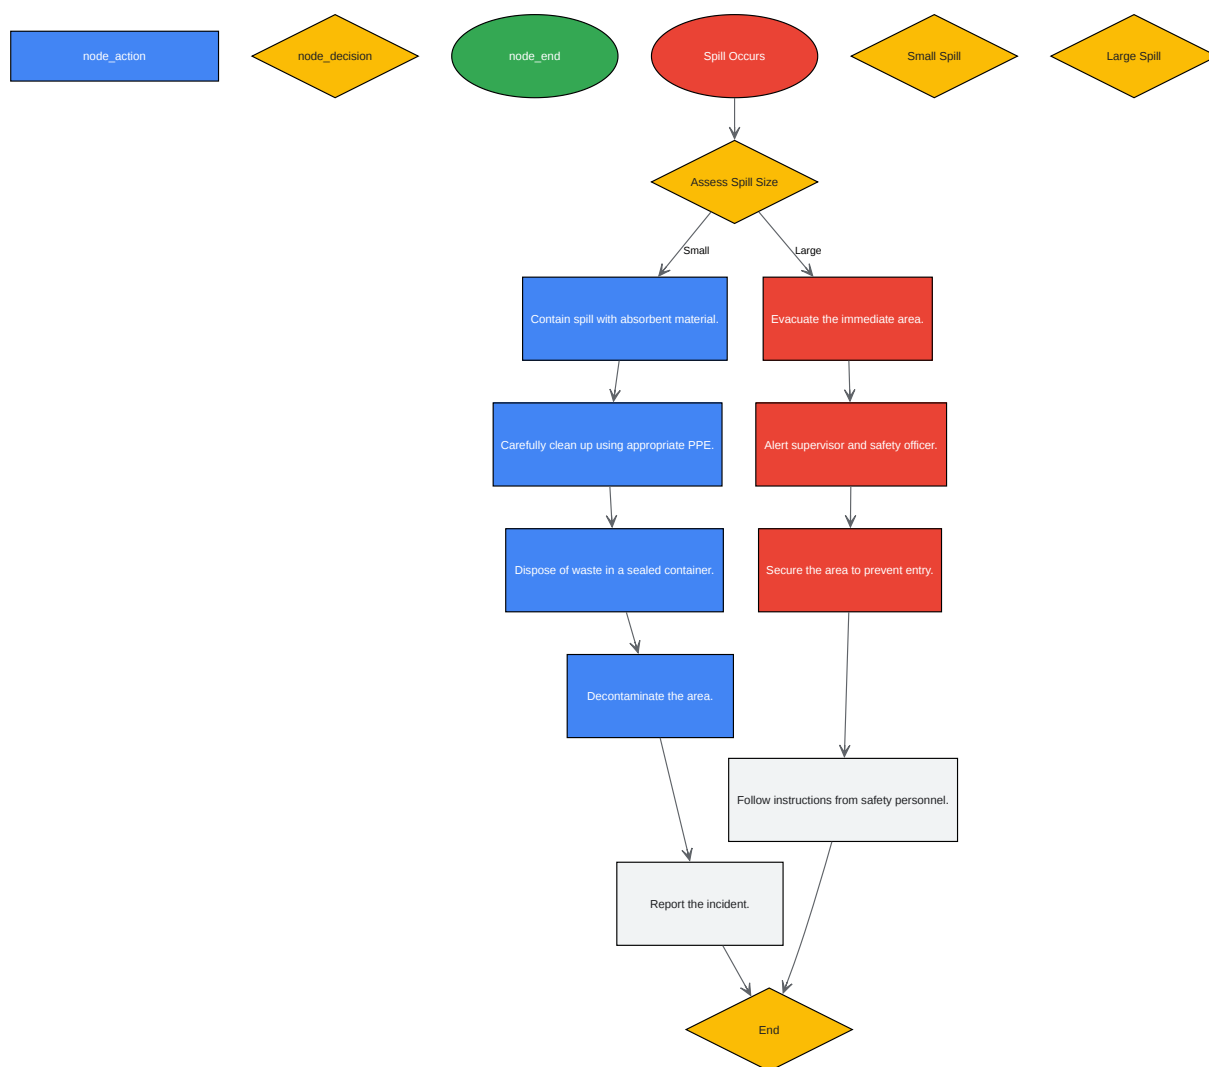 node_action
node_decision
node_end
Spill Occurs
Small Spill
Large Spill
Assess Spill Size
Small
Large
Contain spill with absorbent material.
Evacuate the immediate area.
Carefully clean up using appropriate PPE.
Alert supervisor and safety officer.
Dispose of waste in a sealed container.
Secure the area to prevent entry.
Decontaminate the area.
Follow instructions from safety personnel.
Report the incident.
End